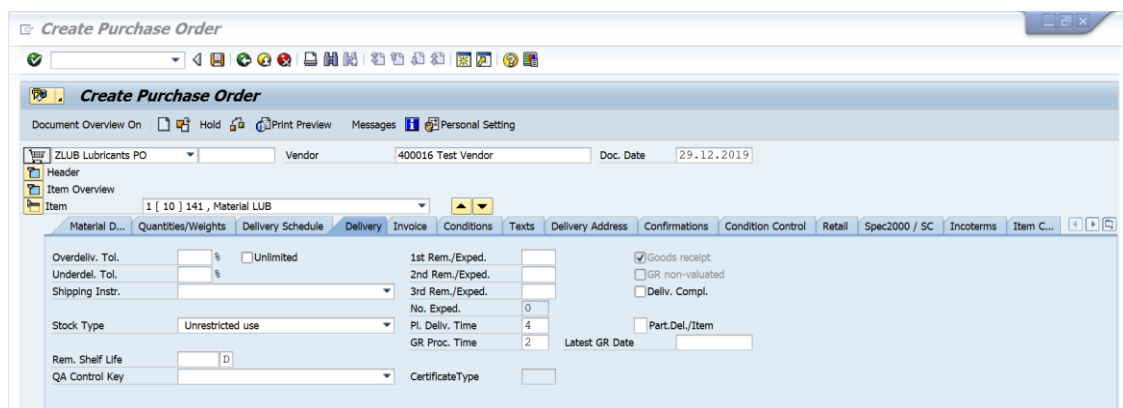 Create Purchase Order
Create Purchase Order
Document Overview On Hold Print Preview Messages Personal Setting
ZLUB Lubricants PO Vendor 400016 Test Vendor Doc. Date 29.12.2019
Header
Item Overview
Item 1 [ 10 ] 141 , Material LUB
Material D... Quantities/Weights Delivery Schedule Delivery Invoice Conditions Texts Delivery Address Confirmations Condition Control Retail Spec2000 / SC Incoterms Item C...
Overdeliv. Tol. % Unlimited 1st Rem./Exped. Goods receipt
Underdel. Tol. % 2nd Rem./Exped. GR non-valuated
Shipping Instr. 3rd Rem./Exped. Deliv. Compl.
No. Exped. 0
Stock Type Unrestricted use Pl. Deliv. Time 4 Part.Del./Item
GR Proc. Time 2 Latest GR Date
Rem. Shelf Life D
QA Control Key CertificateType